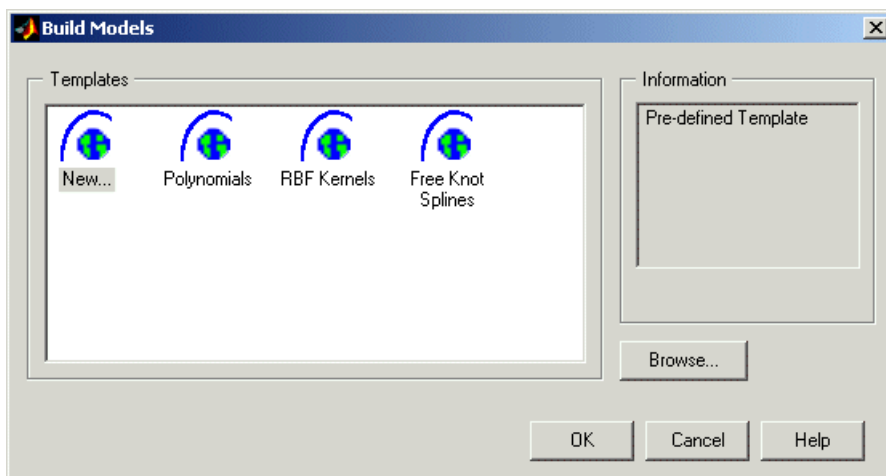 Build Models
Templates
New...
Polynomials
RBF Kernels
Free Knot
Splines
Information
Pre-defined Template
Browse...
OK
Cancel
Help